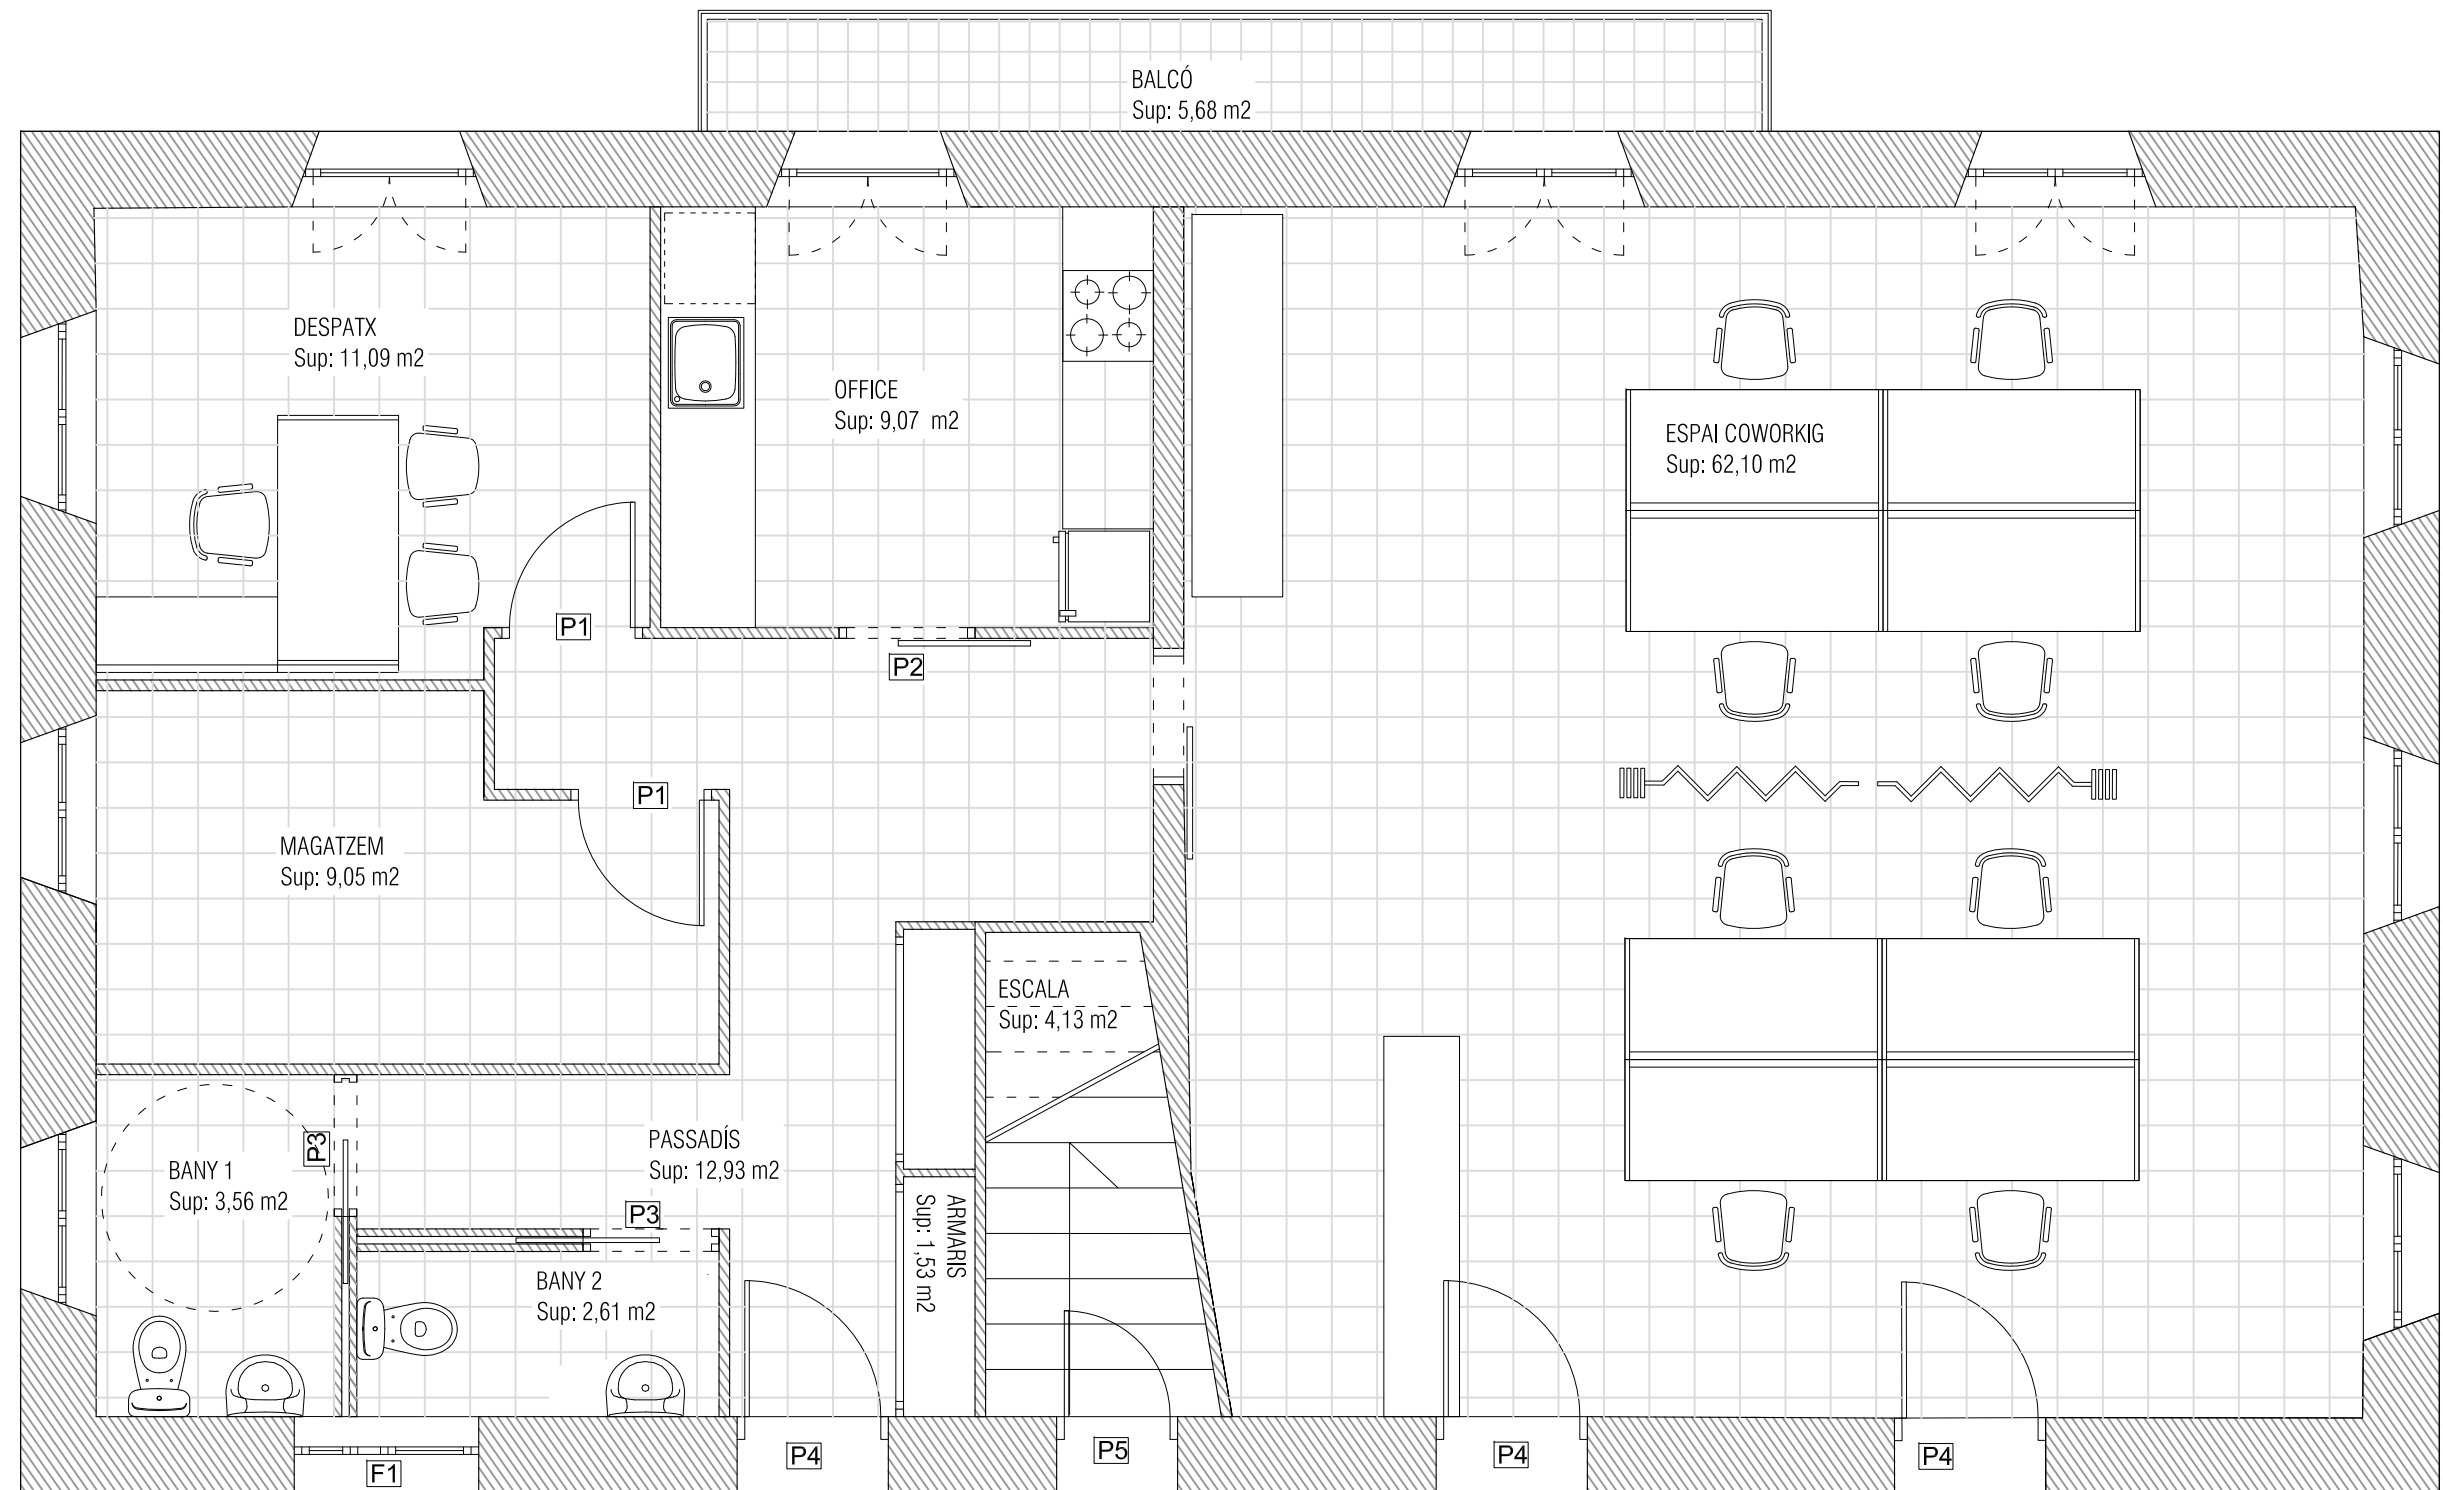 BALCÓ
Sup: 5,68 m2
DESPATX
Sup: 11,09 m2
OFFICE
Sup: 9,07 m2
ESPAI COWORKIG
Sup: 62,10 m2
P1
P2
P1
MAGATZEM
Sup: 9,05 m2
ESCALA
Sup: 4,13 m2
PASSADÍS
Sup: 12,93 m2
P3
BANY 1
Sup: 3,56 m2
P3
ARMARIS
Sup: 1,53 m2
BANY 2
Sup: 2,61 m2
F1
P4
P5
P4
P4